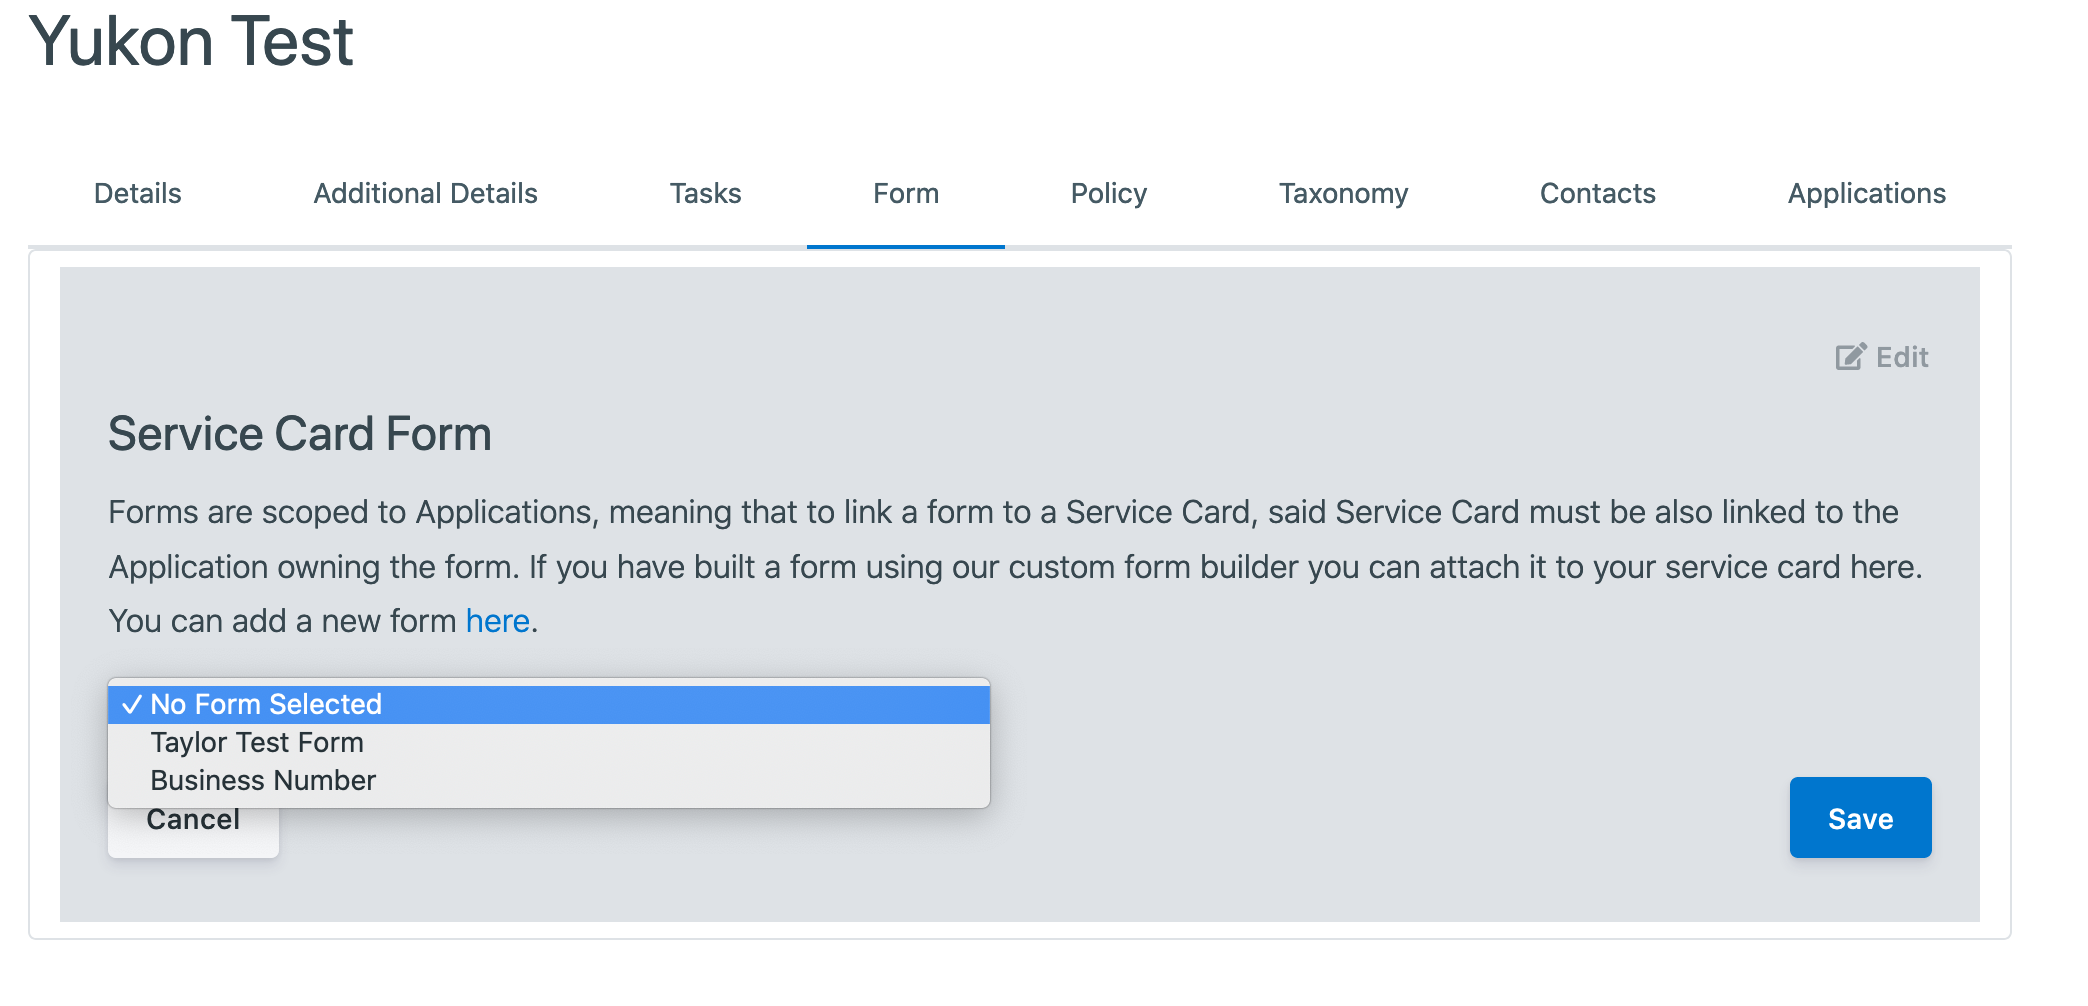 Yukon Test
Details Additional Details Tasks Form Policy Taxonomy Contacts Applications
Edit
Service Card Form
Forms are scoped to Applications, meaning that to link a form to a Service Card, said Service Card must be also linked to the
Application owning the form. If you have built a form using our custom form builder you can attach it to your service card here.
You can add a new form here.
✓ No Form Selected
Taylor Test Form
Business Number
Cancel
Save